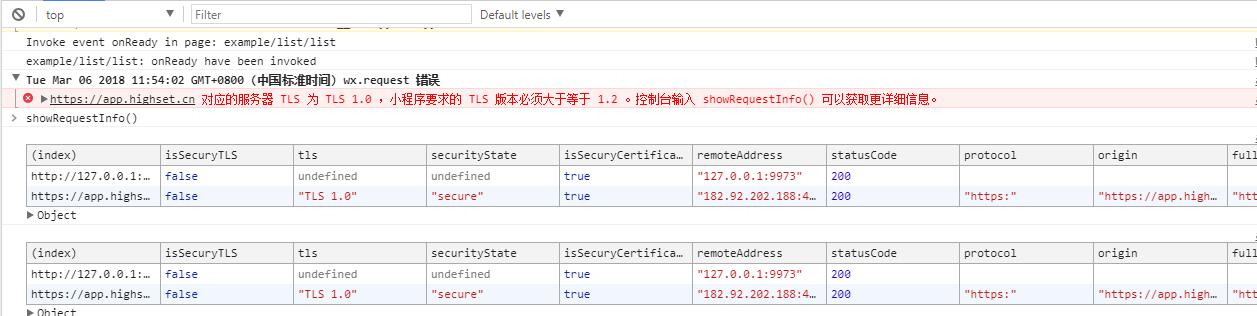 top Filter Default levels
Invoke event onReady in page: example/list/list
example/list/list: onReady have been invoked
Tue Mar 06 2018 11:54:02 GMT+0800 (中国标准时间) wx.request 错误
https://app.highset.cn 对应的服务器 TLS 为 TLS 1.0 ,小程序要求的 TLS 版本必须大于等于 1.2 。控制台输入 showRequestInfo() 可以获取更详细信息。
showRequestInfo()
(index) isSecuryTLS tls securityState isSecuryCertifica... remoteAddress statusCode protocol origin full
http://127.0.0.1:... false undefined undefined true "127.0.0.1:9973" 200
https://app.highs... false "TLS 1.0" "secure" true "182.92.202.188:4... 200 "https:" "https://app.high... "htt
Object
(index) isSecuryTLS tls securityState isSecuryCertifica... remoteAddress statusCode protocol origin full
http://127.0.0.1:... false undefined undefined true "127.0.0.1:9973" 200
https://app.highs... false "TLS 1.0" "secure" true "182.92.202.188:4... 200 "https:" "https://app.high... "htt
Object